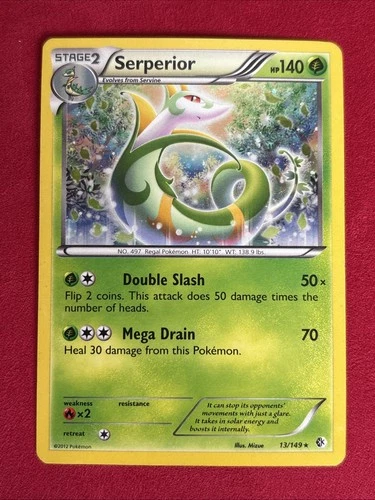 STAGE2
Serperior
HP140
Evolves from Servine
NO. 497 Regal Pokémon. HT: 10'10" WT: 138.9 lbs.
Double Slash 50×
Flip 2 coins. This attack does 50 damage times the
number of heads.
Mega Drain 70
Heal 30 damage from this Pokémon.
weakness resistance
×2
retreat
It can stop its opponents'
movements with just a glare.
It takes in solar energy and
boosts it internally.
©2012 Pokémon
Illus. Mizue
13/149★